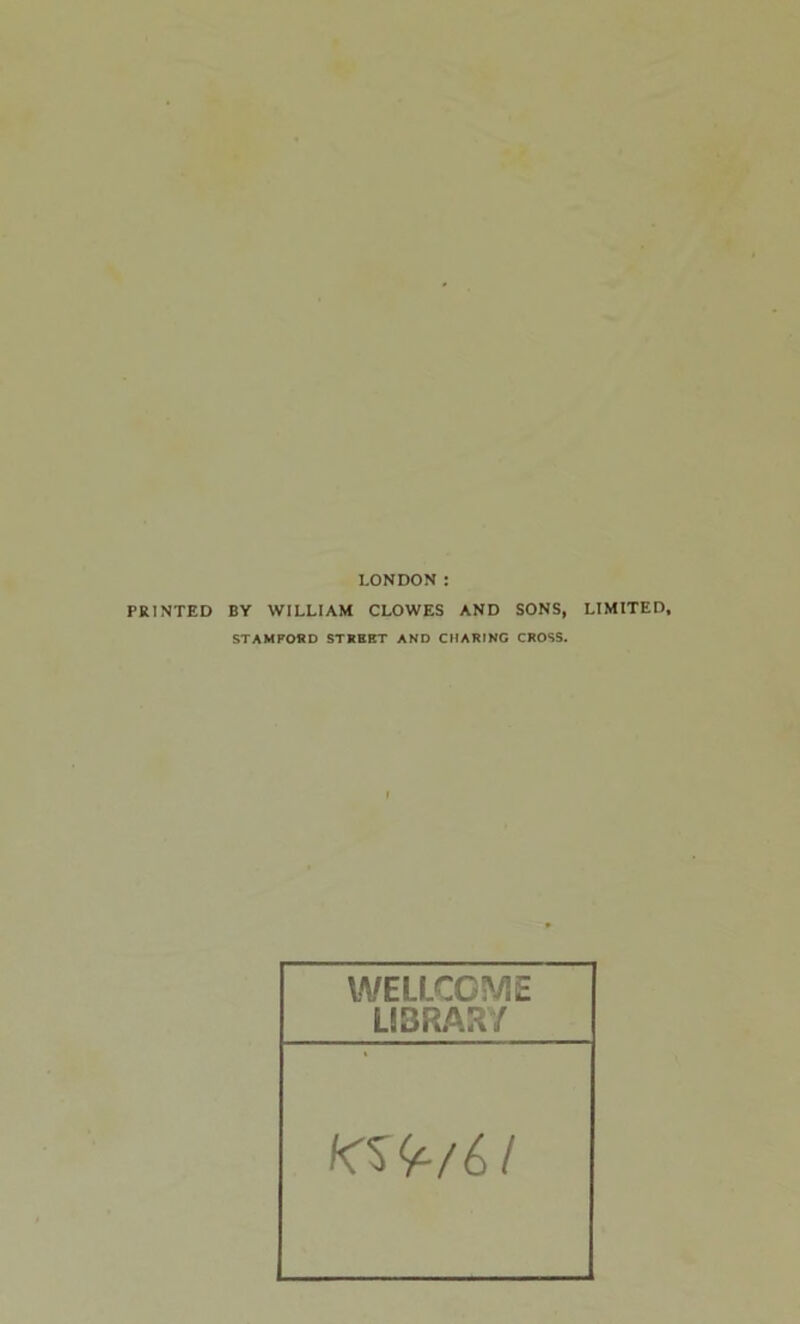 LONDON :
PRINTED BY WILLIAM CLOWES AND SONS, LIMITED,
STAMFORD STREET AND CHARING CROSS.
WELLCOME
LIBRARY